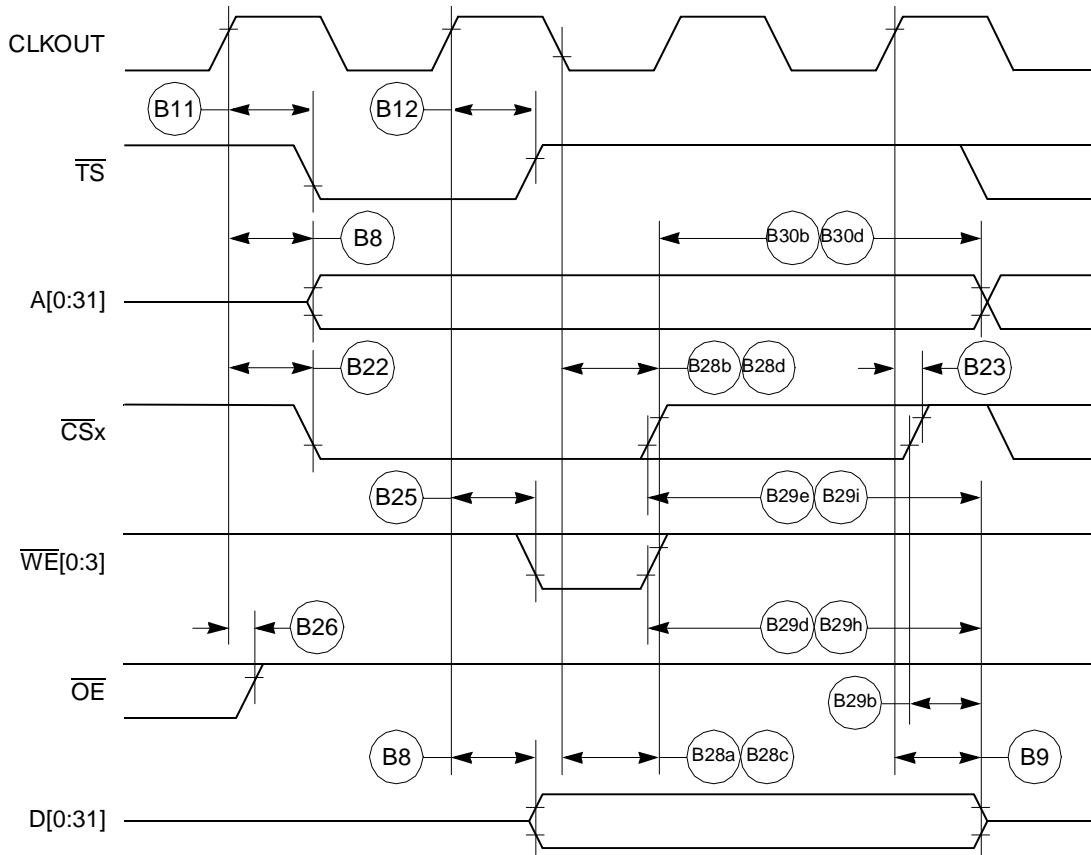 CLKOUT
B11 B12
TS
B8 B30b B30d
A[0:31]
B22 B28b B28d B23
CSx
B25 B29e B29i
WE[0:3]
B26 B29d B29h
OE
B29b
B8 B28a B28c B9
D[0:31]